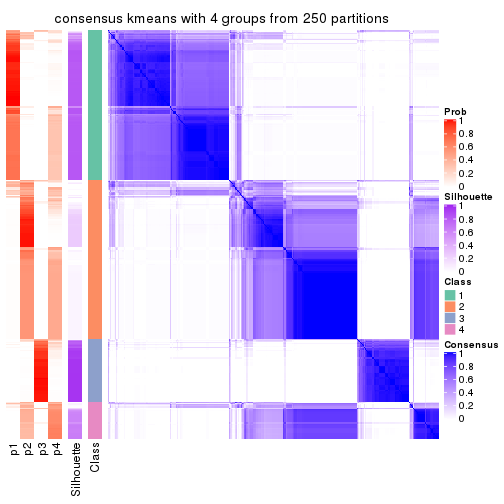 consensus kmeans with 4 groups from 250 partitions
Prob
1
0.8
0.6
0.4
0.2
0
Silhouette
1
0.8
0.6
0.4
0.2
0
Class
1
2
3
4
Consensus
1
0.8
0.6
0.4
0.2
0
p1
p2
p3
p4
Silhouette
Class